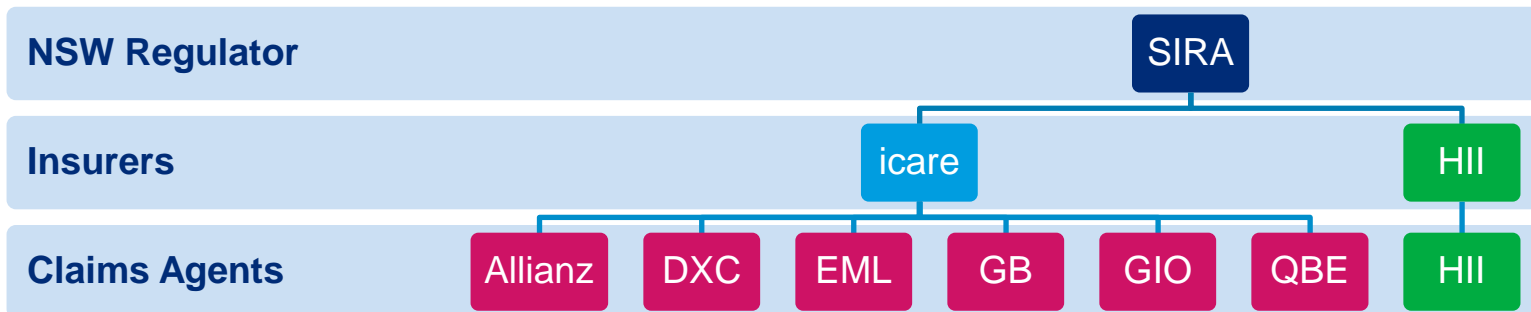 NSW Regulator SIRA
Insurers icare HII
Claims Agents Allianz DXC EML GB GIO QBE HII